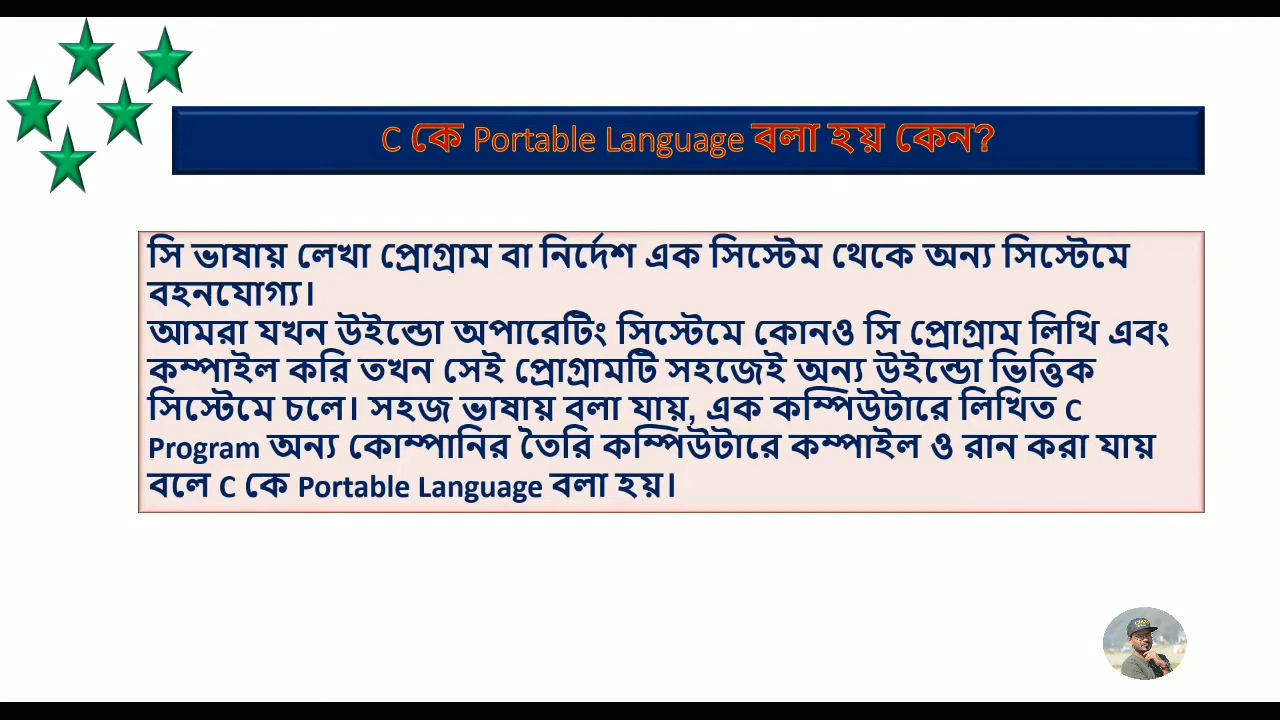 C কে Portable Language বলা হয় কেন?
সি ভাষায় লেখা প্রোগ্রাম বা নির্দেশ এক সিস্টেম থেকে অন্য সিস্টেমে
বহনযোগ্য।
আমরা যখন উইন্ডো অপারেটিং সিস্টেমে কোনও সি প্রোগ্রাম লিখি এবং
কম্পাইল করি তখন সেই প্রোগ্রামটি সহজেই অন্য উইন্ডো ভিত্তিক
সিস্টেমে চলে। সহজ ভাষায় বলা যায়, এক কম্পিউটারে লিখিত C
Program অন্য কোম্পানির তৈরি কম্পিউটারে কম্পাইল ও রান করা যায়
বলে C কে Portable Language বলা হয়।